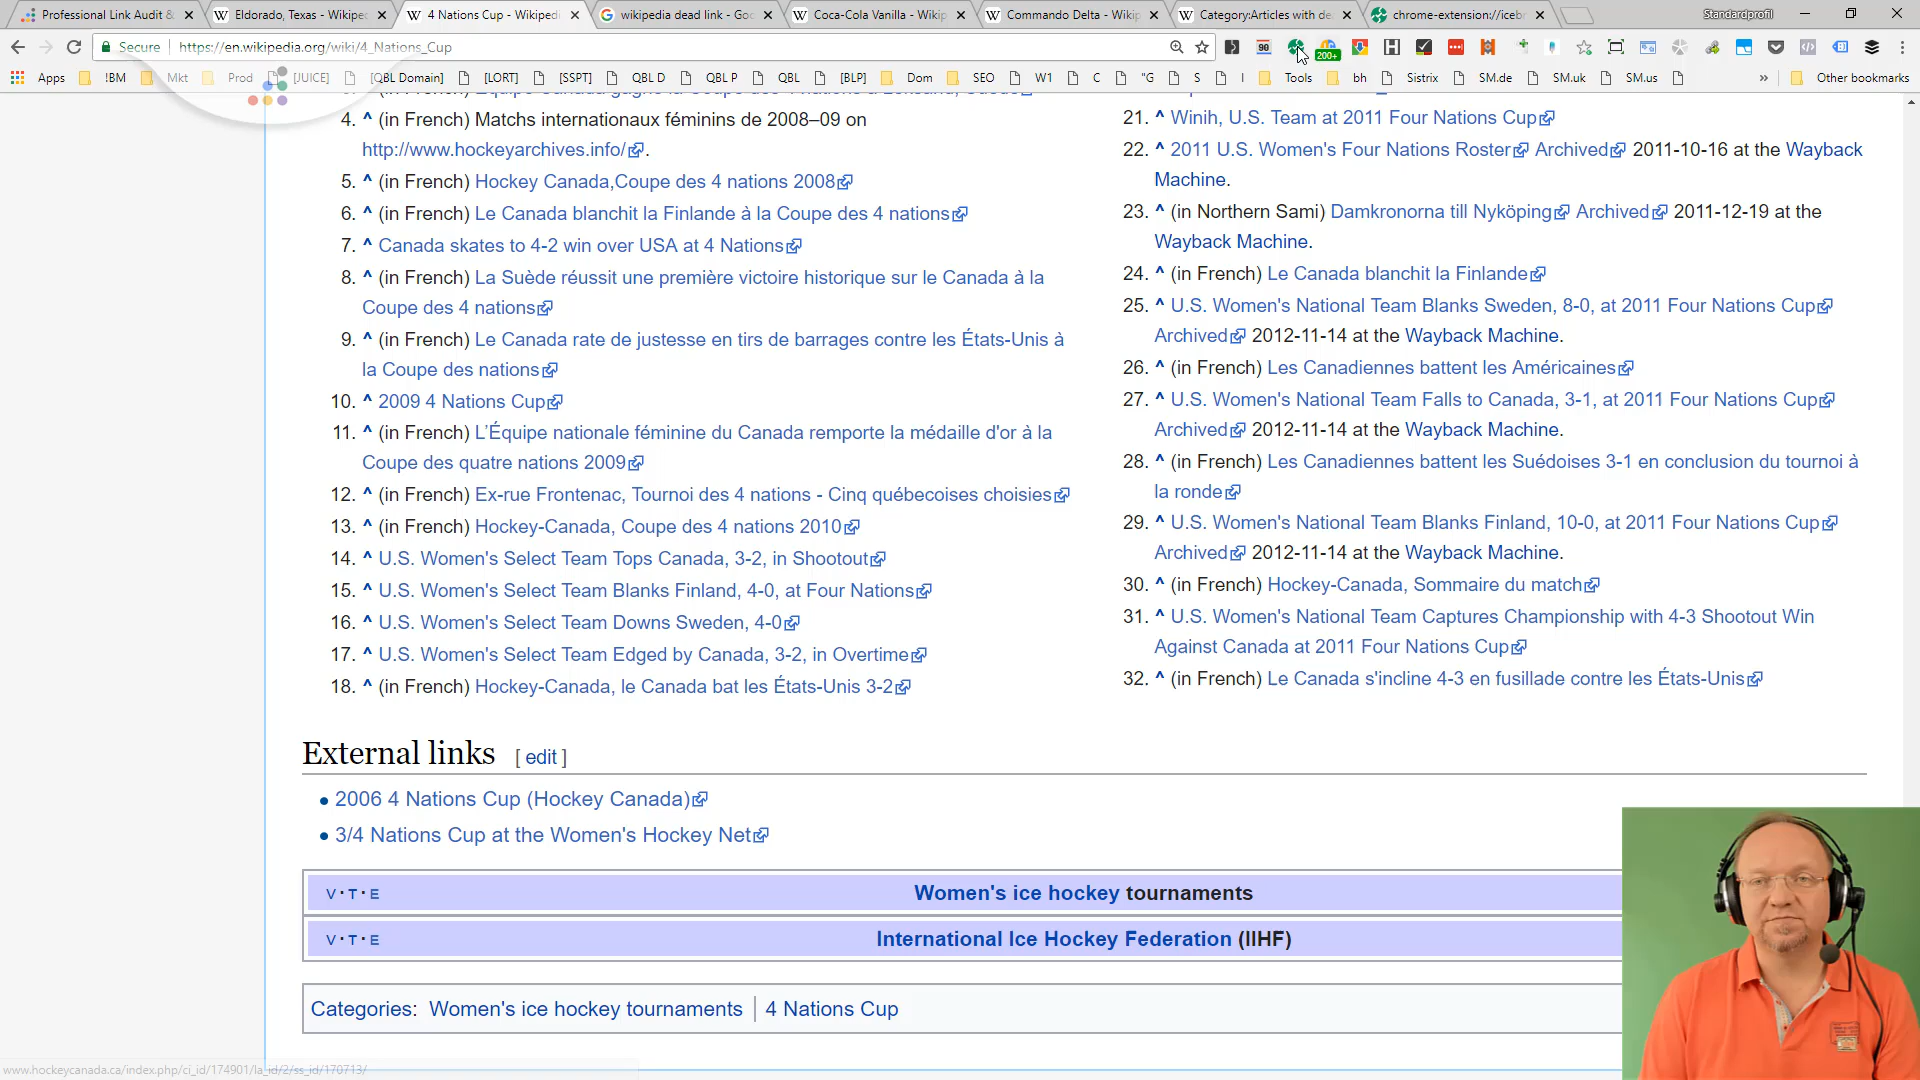 Professional Link Audit &
Eldorado, Texas - Wikipe
4 Nations Cup - Wikipedi
wikipedia dead link - Goo
Coca-Cola Vanilla - Wikip
Commando Delta - Wikip
Category:Articles with de
chrome-extension://iceb
Standardprofil
Secure
https://en.wikipedia.org/wiki/4_Nations_Cup
90
200+
Apps !BM Mkt Prod [JUICE] [QBL Domain] [LORT] [SSPT] QBL D QBL P QBL [BLP] Dom SEO W1 C "G S I Tools bh Sistrix SM.de SM.uk SM.us » Other bookmarks
4. ^ (in French) Matchs internationaux féminins de 2008–09 on
http://www.hockeyarchives.info/.
5. ^ (in French) Hockey Canada,Coupe des 4 nations 2008
6. ^ (in French) Le Canada blanchit la Finlande à la Coupe des 4 nations
7. ^ Canada skates to 4-2 win over USA at 4 Nations
8. ^ (in French) La Suède réussit une première victoire historique sur le Canada à la
Coupe des 4 nations
9. ^ (in French) Le Canada rate de justesse en tirs de barrages contre les États-Unis à
la Coupe des nations
10. ^ 2009 4 Nations Cup
11. ^ (in French) L'Équipe nationale féminine du Canada remporte la médaille d'or à la
Coupe des quatre nations 2009
12. ^ (in French) Ex-rue Frontenac, Tournoi des 4 nations - Cinq québecoises choisies
13. ^ (in French) Hockey-Canada, Coupe des 4 nations 2010
14. ^ U.S. Women's Select Team Tops Canada, 3-2, in Shootout
15. ^ U.S. Women's Select Team Blanks Finland, 4-0, at Four Nations
16. ^ U.S. Women's Select Team Downs Sweden, 4-0
17. ^ U.S. Women's Select Team Edged by Canada, 3-2, in Overtime
18. ^ (in French) Hockey-Canada, le Canada bat les États-Unis 3-2
21. ^ Winih, U.S. Team at 2011 Four Nations Cup
22. ^ 2011 U.S. Women's Four Nations Roster Archived 2011-10-16 at the Wayback
Machine.
23. ^ (in Northern Sami) Damkronorna till Nyköping Archived 2011-12-19 at the
Wayback Machine.
24. ^ (in French) Le Canada blanchit la Finlande
25. ^ U.S. Women's National Team Blanks Sweden, 8-0, at 2011 Four Nations Cup
Archived 2012-11-14 at the Wayback Machine.
26. ^ (in French) Les Canadiennes battent les Américaines
27. ^ U.S. Women's National Team Falls to Canada, 3-1, at 2011 Four Nations Cup
Archived 2012-11-14 at the Wayback Machine.
28. ^ (in French) Les Canadiennes battent les Suédoises 3-1 en conclusion du tournoi à
la ronde
29. ^ U.S. Women's National Team Blanks Finland, 10-0, at 2011 Four Nations Cup
Archived 2012-11-14 at the Wayback Machine.
30. ^ (in French) Hockey-Canada, Sommaire du match
31. ^ U.S. Women's National Team Captures Championship with 4-3 Shootout Win
Against Canada at 2011 Four Nations Cup
32. ^ (in French) Le Canada s'incline 4-3 en fusillade contre les États-Unis
External links [ edit ]
• 2006 4 Nations Cup (Hockey Canada)
• 3/4 Nations Cup at the Women's Hockey Net
V · T · E Women's ice hockey tournaments
V · T · E International Ice Hockey Federation (IIHF)
Categories: Women's ice hockey tournaments | 4 Nations Cup
www.hockeycanada.ca/index.php/ci_id/174901/la_id/2/ss_id/170713/